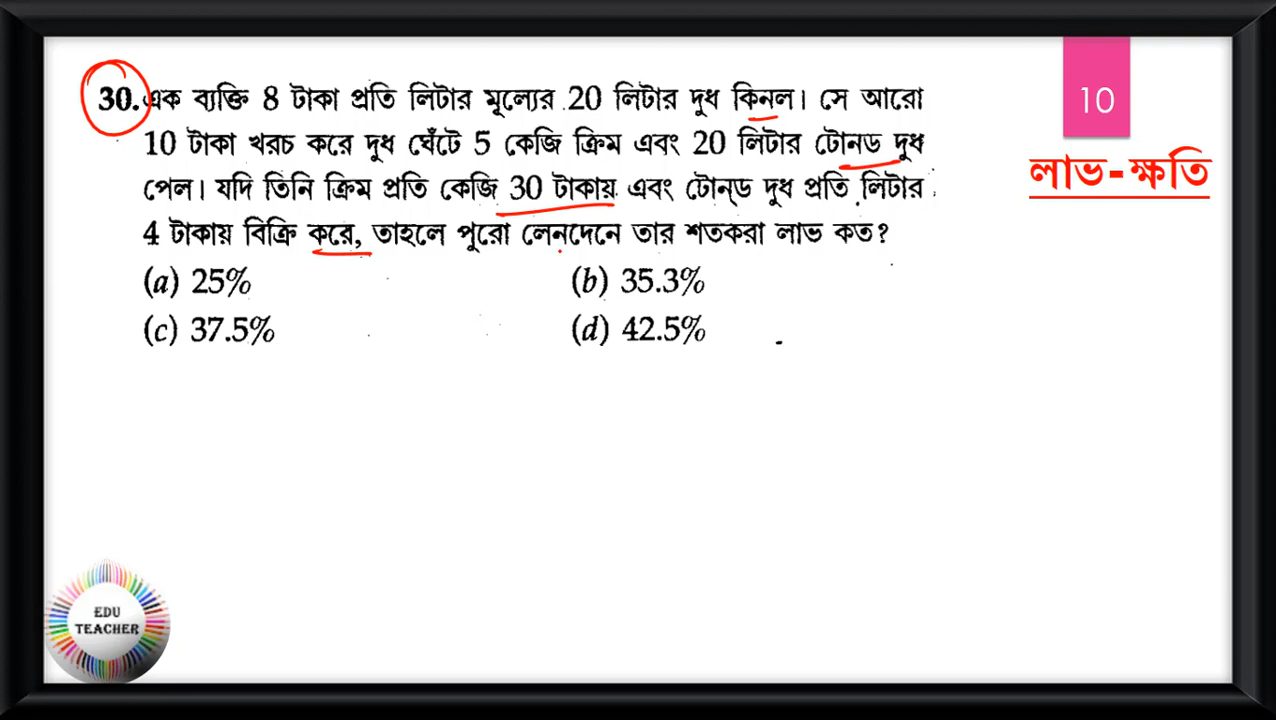 30. এক ব্যক্তি 8 টাকা প্রতি লিটার মূল্যের 20 লিটার দুধ কিনল। সে আরো
10 টাকা খরচ করে দুধ ঘেঁটে 5 কেজি ক্রিম এবং 20 লিটার টোনড দুধ
পেল। যদি তিনি ক্রিম প্রতি কেজি 30 টাকায় এবং টোন্ড দুধ প্রতি লিটার
4 টাকায় বিক্রি করে, তাহলে পুরো লেনদেনে তার শতকরা লাভ কত?
(a) 25% (b) 35.3%
(c) 37.5% (d) 42.5%
10
লাভ-ক্ষতি
EDU
TEACHER